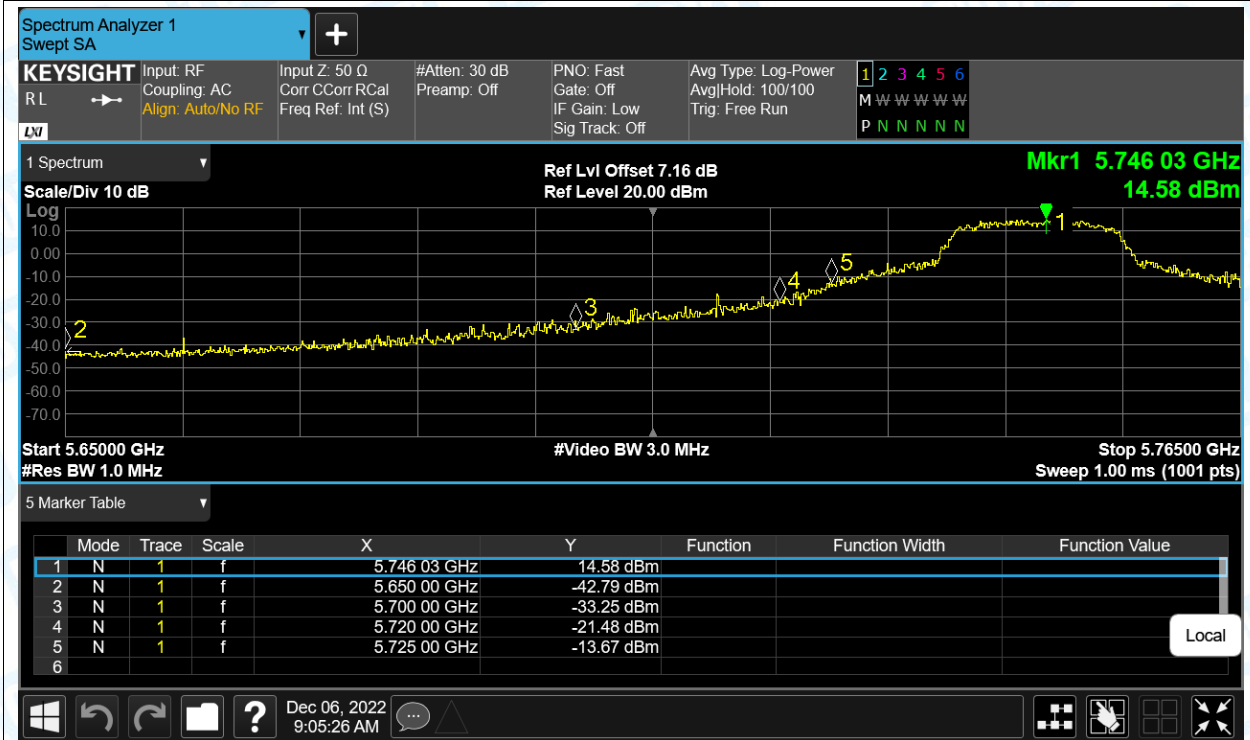 Spectrum Analyzer 1
Swept SA
+
KEYSIGHT
R L
LXI
Input: RF
Coupling: AC
Align: Auto/No RF
Input Z: 50 Ω
Corr CCorr RCal
Freq Ref: Int (S)
#Atten: 30 dB
Preamp: Off
PNO: Fast
Gate: Off
IF Gain: Low
Sig Track: Off
Avg Type: Log-Power
Avg|Hold: 100/100
Trig: Free Run
1 2 3 4 5 6
M W W W W W
P N N N N N
1 Spectrum
Scale/Div 10 dB
Ref Lvl Offset 7.16 dB
Ref Level 20.00 dBm
Mkr1 5.746 03 GHz
14.58 dBm
Log
10.0
0.00
-10.0
-20.0
-30.0
-40.0
-50.0
-60.0
-70.0
2
3
4
5
1
Start 5.65000 GHz
#Video BW 3.0 MHz
Stop 5.76500 GHz
#Res BW 1.0 MHz
Sweep 1.00 ms (1001 pts)
5 Marker Table
Mode Trace Scale X Y Function Function Width Function Value
1 N 1 f 5.746 03 GHz 14.58 dBm
2 N 1 f 5.650 00 GHz -42.79 dBm
3 N 1 f 5.700 00 GHz -33.25 dBm
4 N 1 f 5.720 00 GHz -21.48 dBm
5 N 1 f 5.725 00 GHz -13.67 dBm
6
Local
?
Dec 06, 2022
9:05:26 AM